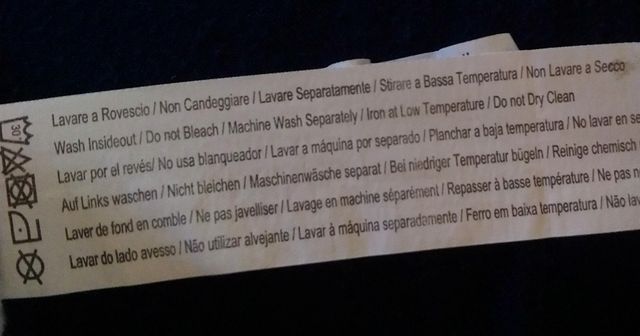 30
Lavare a Rovescio / Non Candeggiare / Lavare Separatamente / Stirare a Bassa Temperatura / Non Lavare a Secco
Wash Insideout / Do not Bleach / Machine Wash Separately / Iron at Low Temperature / Do not Dry Clean
Lavar por el revés/ No usa blanqueador / Lavar a máquina por separado / Planchar a baja temperatura / No lavar en se
Auf Links waschen / Nicht bleichen / Maschinenwäsche separat / Bei niedriger Temperatur bügeln / Reinige chemisch
Laver de fond en comble / Ne pas javelliser / Lavage en machine séparément / Repasser à basse température / Ne pas n
Lavar do lado avesso / Não utilizar alvejante / Lavar à máquina separadamente / Ferro em baixa temperatura / Não lav